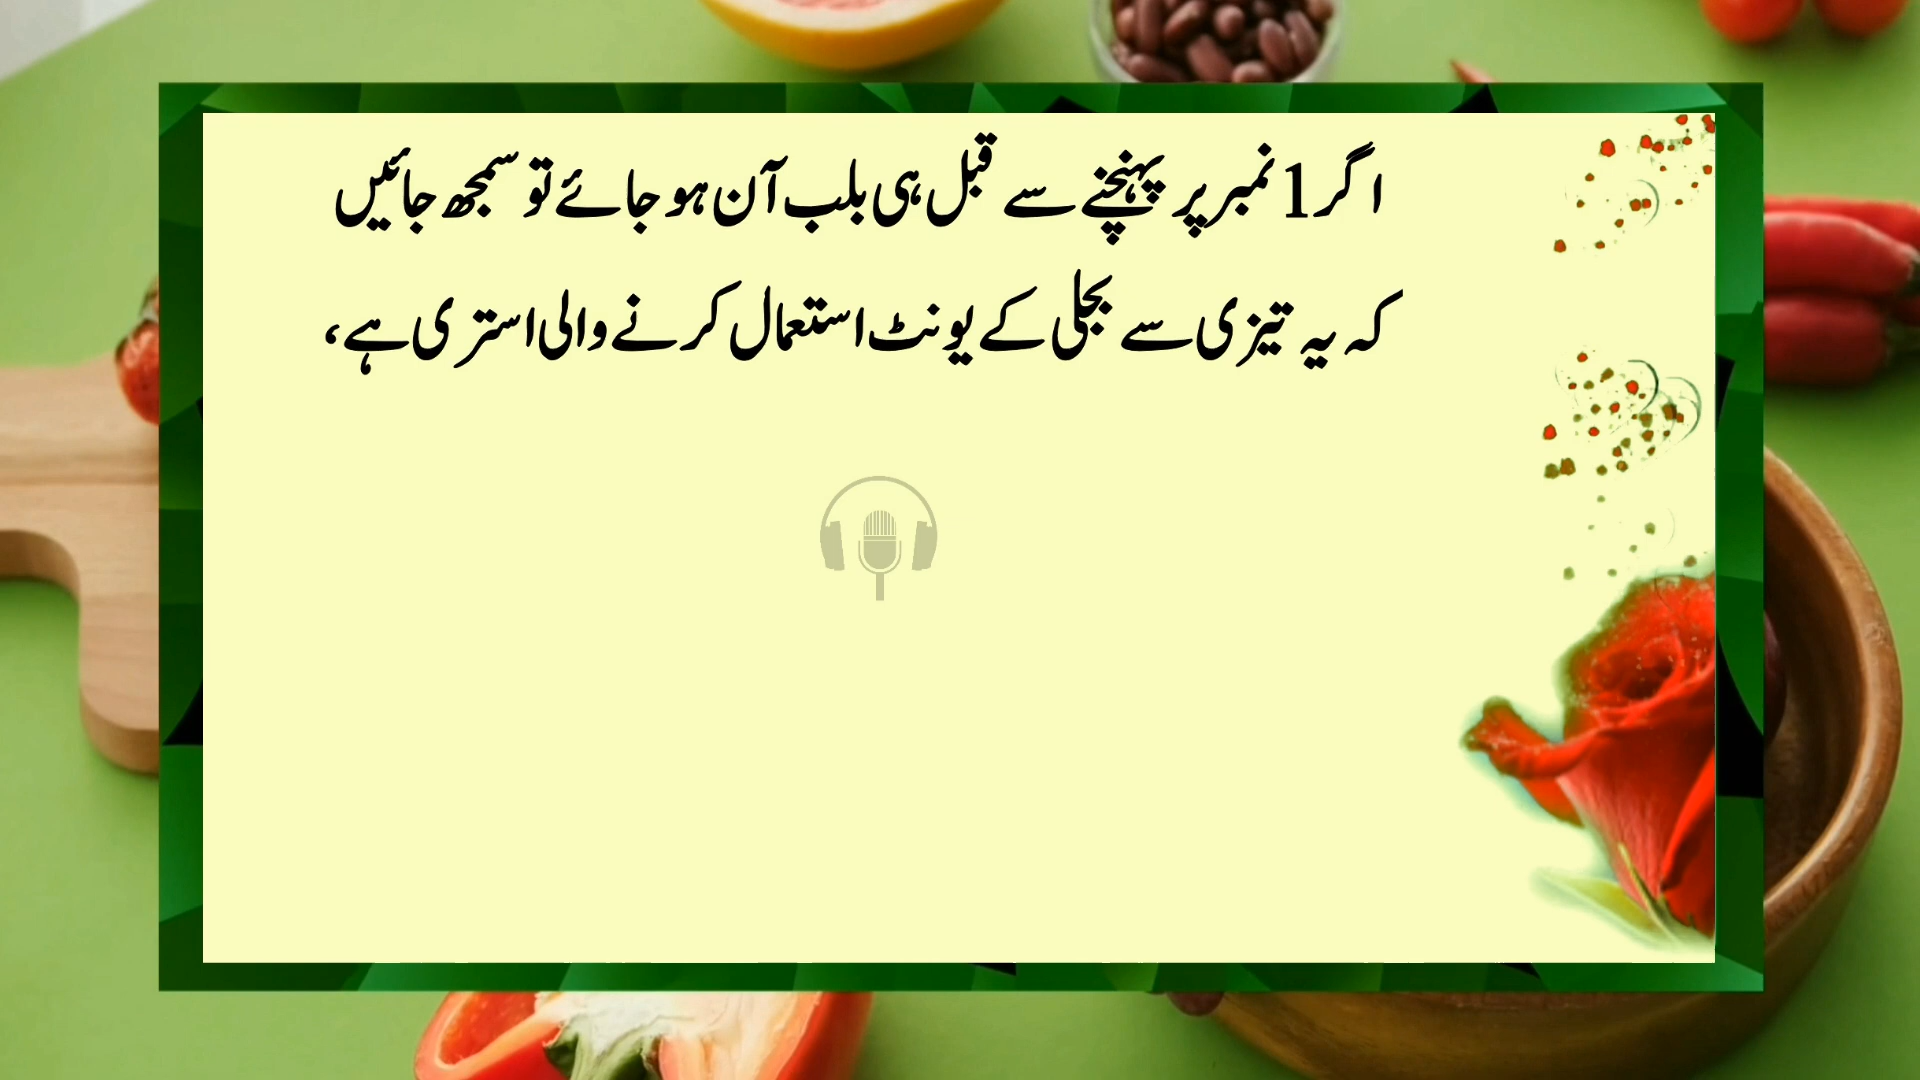 اگر 1 نمبر پر پہنچنے سے قبل ہی بلب آن ہو جائے تو سمجھ جائیں
کہ یہ تیزی سے بجلی کے یونٹ استعمال کرنے والی استری ہے،